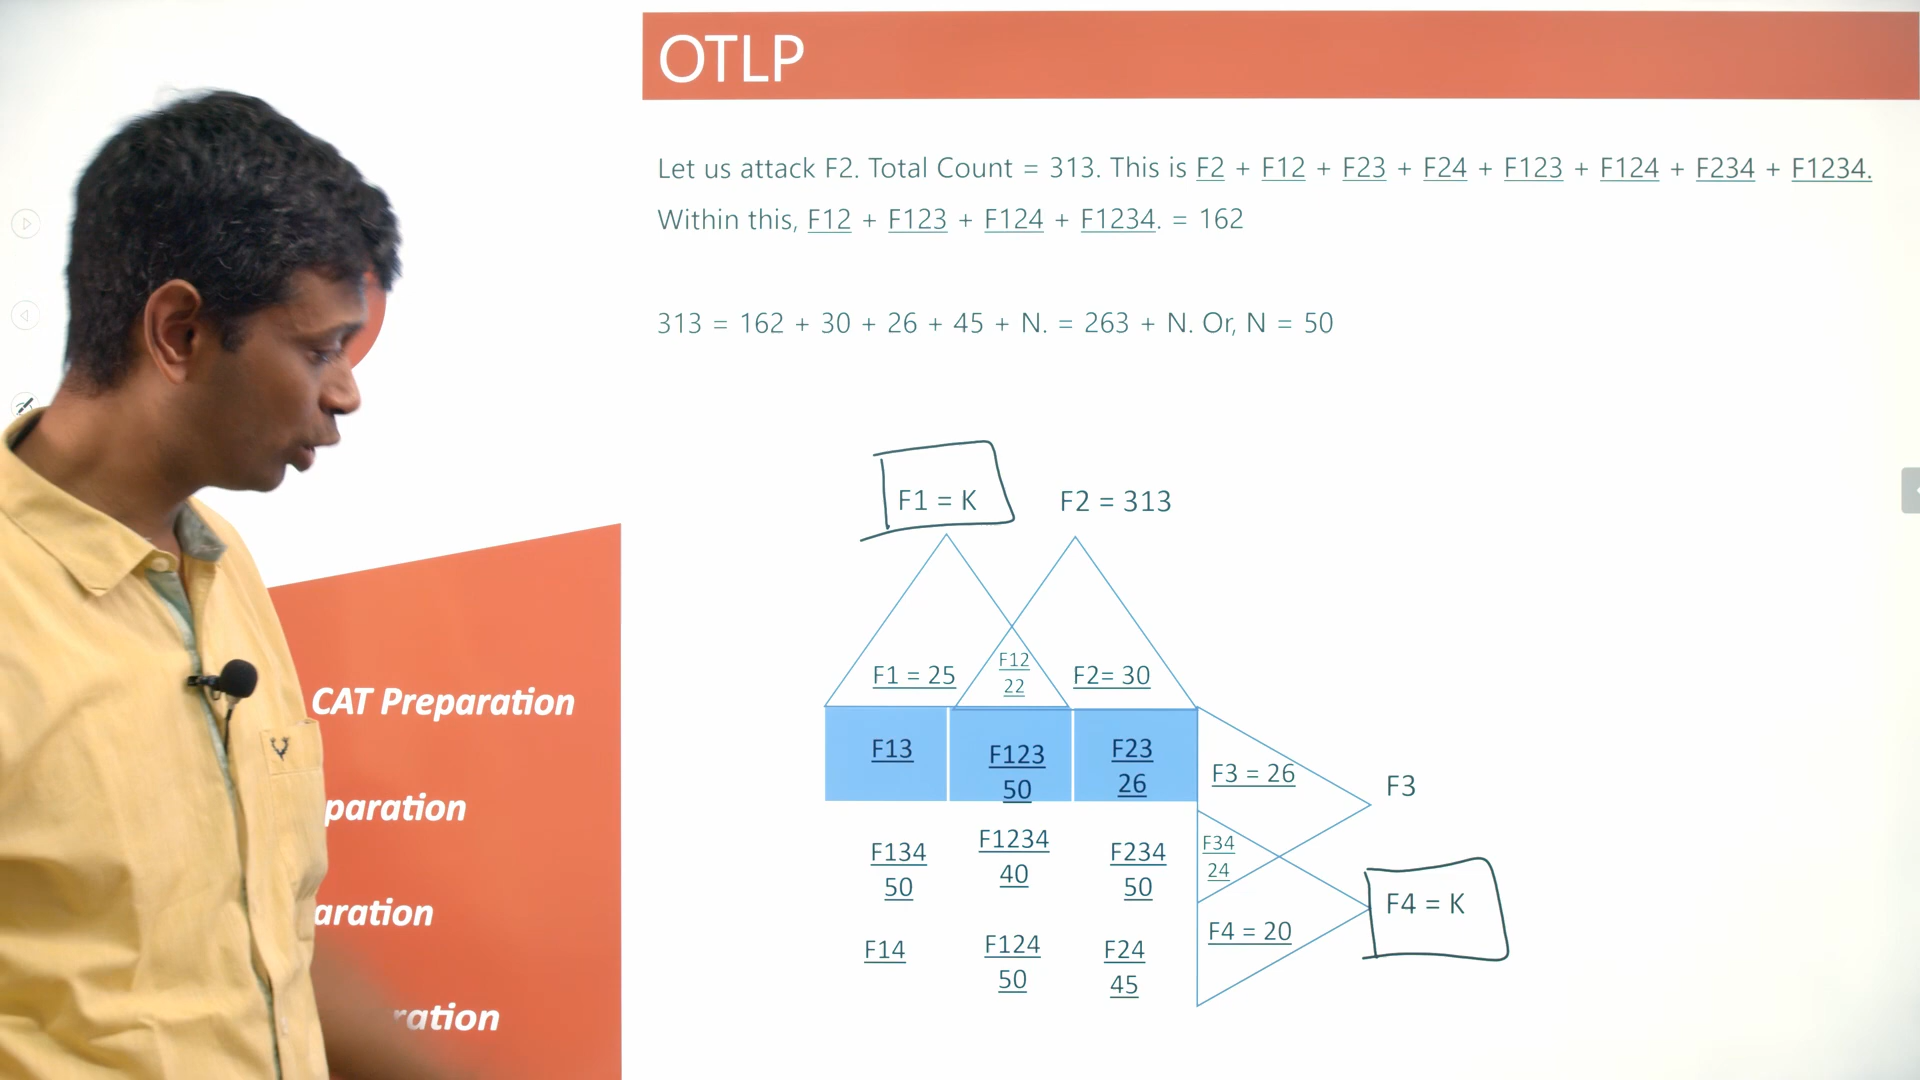 OTLP
Let us attack F2. Total Count = 313. This is F2 + F12 + F23 + F24 + F123 + F124 + F234 + F1234.
Within this, F12 + F123 + F124 + F1234. = 162
313 = 162 + 30 + 26 + 45 + N. = 263 + N. Or, N = 50
F1 = K
F2 = 313
F1 = 25
F12
22
F2= 30
F13
F123
50
F23
26
F3 = 26
F3
F134
50
F1234
40
F234
50
F34
24
F4 = K
F14
F124
50
F24
45
F4 = 20
CAT Preparation
paration
aration
ration